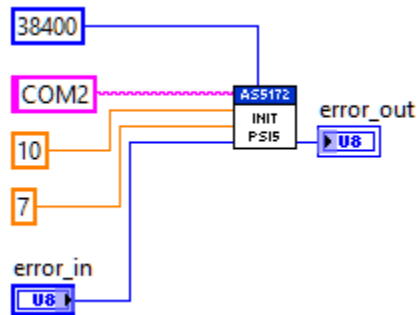 38400
COM2
AS5172
INIT
PSI5
error_out
U8
10
7
error_in
U8